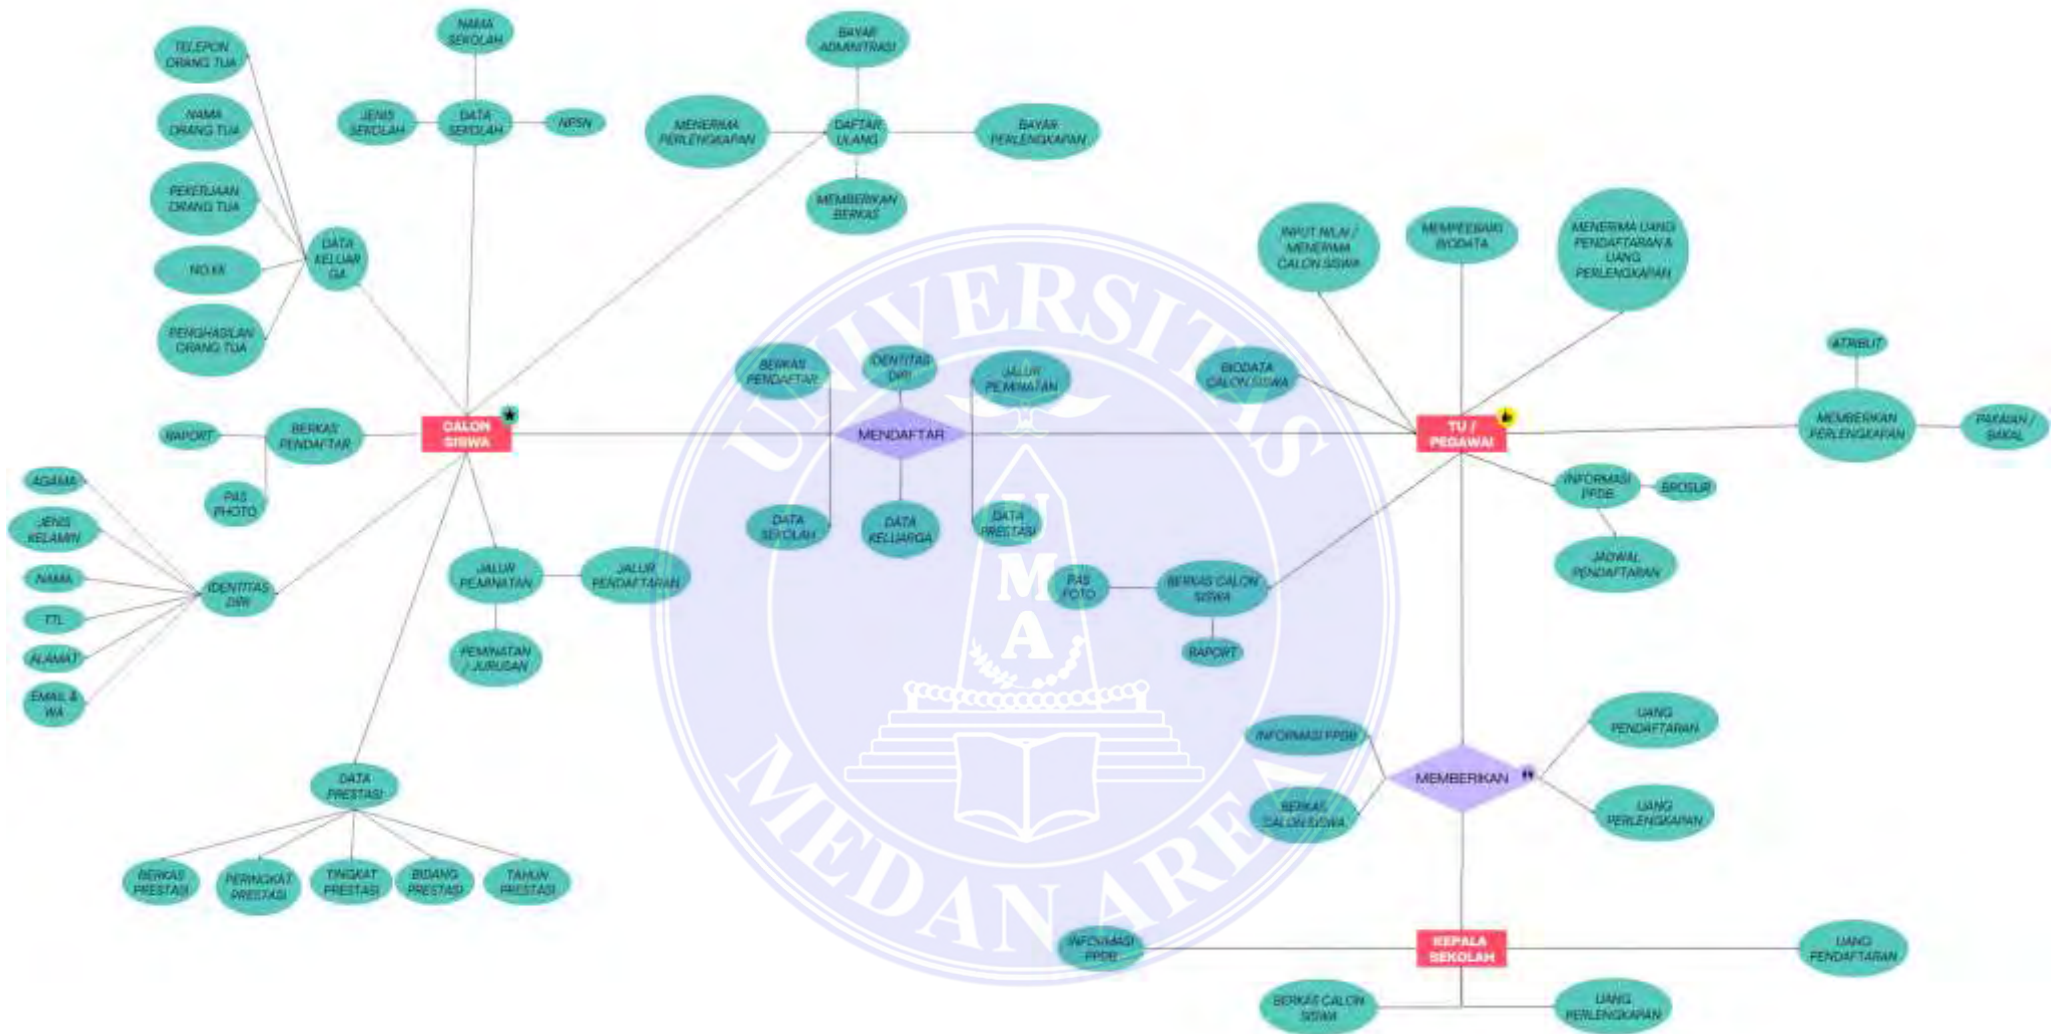 NAMA
SEKOLAH
TELEPON
ORANG TUA
BAYAR
ADMINITRASI
NAMA
ORANG TUA
JENIS
SEKOLAH
DATA
SEKOLAH
NPSN
MENERIMA
PERLENGKAPAN
DAFTAR
ULANG
BAYAR
PERLENGKAPAN
PEKERJAAN
ORANG TUA
MEMBERIKAN
BERKAS
DATA
KELUAR
GA
NO.KK
PENGHASILAN
ORANG TUA
INPUT NILAI /
MENERIMA
CALON SISWA
BIODATA
MENERIMA UANG
PENDAFTARAN &
UANG
PERLENGKAPAN
ATRIBUT
BERKAS
PENDAFTAR
IDENTITAS
DIRI
JALUR
PEMINATAN
BIODATA
CALON SISWA
RAPORT
BERKAS
PENDAFTAR
CALON
SISWA
MENDAFTAR
TU /
PEGAWAI
MEMBERIKAN
PERLENGKAPAN
PAKAIAN /
BAKAL
AGAMA
PAS
PHOTO
INFORMASI
PPDB
BROSUR
JENIS
KELAMIN
DATA
SEKOLAH
DATA
KELUARGA
DATA
PRESTASI
JADWAL
PENDAFTARAN
NAMA
IDENTITAS
DIRI
JALUR
PEMINATAN
JALUR
PENDAFTARAN
PAS
FOTO
BERKAS CALON
SISWA
TTL
ALAMAT
PEMINATAN
/ JURUSAN
RAPORT
EMAIL &
WA
INFORMASI PPDB
UANG
PENDAFTARAN
DATA
PRESTASI
MEMBERIKAN
BERKAS
CALON SISWA
UANG
PERLENGKAPAN
BERKAS
PRESTASI
PERINGKAT
PRESTASI
TINGKAT
PRESTASI
BIDANG
PRESTASI
TAHUN
PRESTASI
INFORMASI
PPDB
KEPALA
SEKOLAH
UANG
PENDAFTARAN
BERKAS CALON
SISWA
UANG
PERLENGKAPAN
UNIVERSITAS
UMA
MEDAN AREA